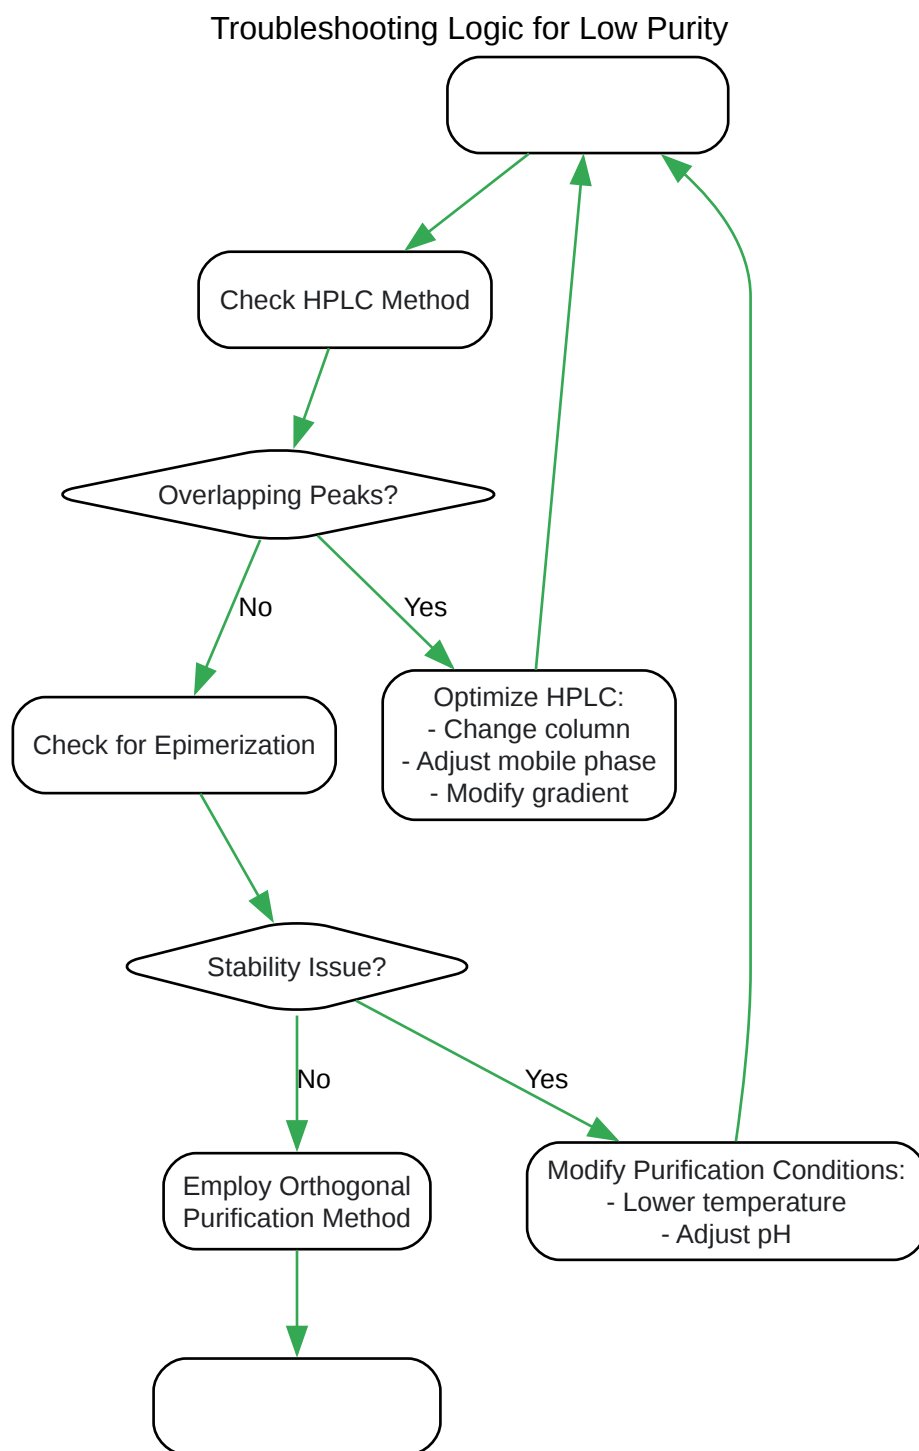 Troubleshooting Logic for Low Purity
Check HPLC Method
Overlapping Peaks?
No
Yes
Optimize HPLC:
- Change column
- Adjust mobile phase
- Modify gradient
Check for Epimerization
Stability Issue?
No
Yes
Employ Orthogonal
Purification Method
Modify Purification Conditions:
- Lower temperature
- Adjust pH